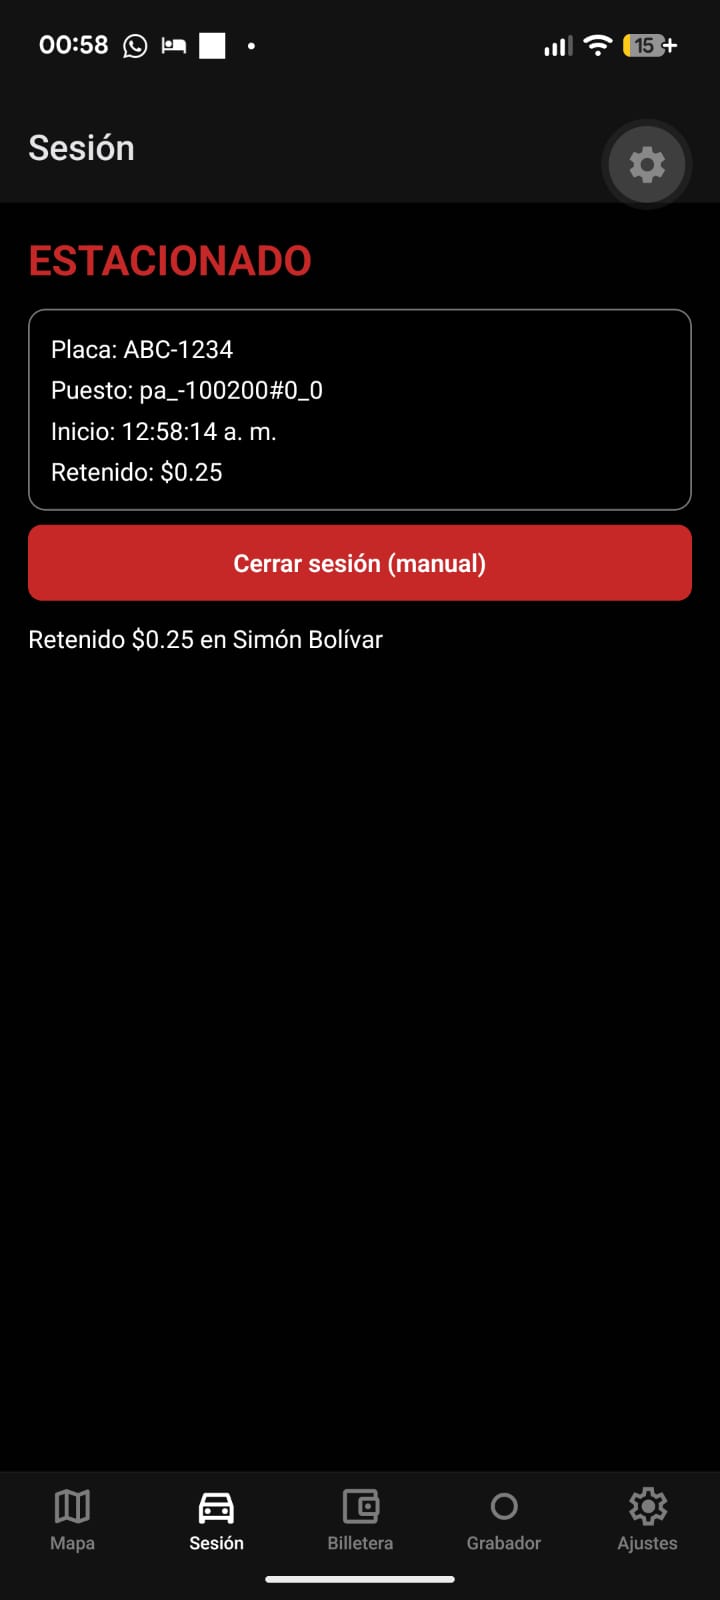 00:58
15
Sesión
ESTACIONADO
Placa: ABC-1234
Puesto: pa_-100200#0_0
Inicio: 12:58:14 a. m.
Retenido: $0.25
Cerrar sesión (manual)
Retenido $0.25 en Simón Bolívar
Mapa
Sesión
Billetera
Grabador
Ajustes